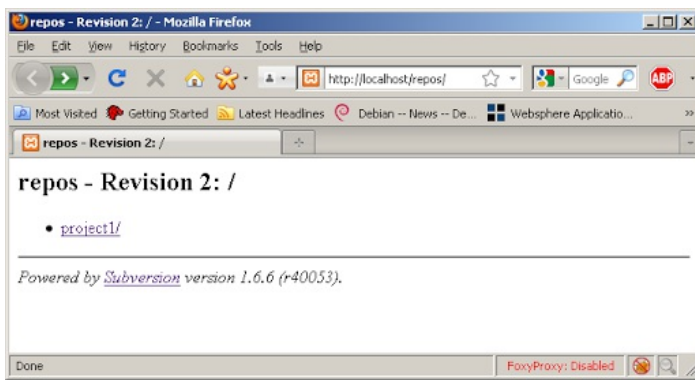 repos - Revision 2: / - Mozilla Firefox
File Edit View History Bookmarks Tools Help
http://localhost/repos/ Google ABP
Most Visited Getting Started Latest Headlines Debian -- News -- De... Websphere Applicatio... »
repos - Revision 2: /
repos - Revision 2: /
• project1/
Powered by Subversion version 1.6.6 (r40053).
Done FoxyProxy: Disabled